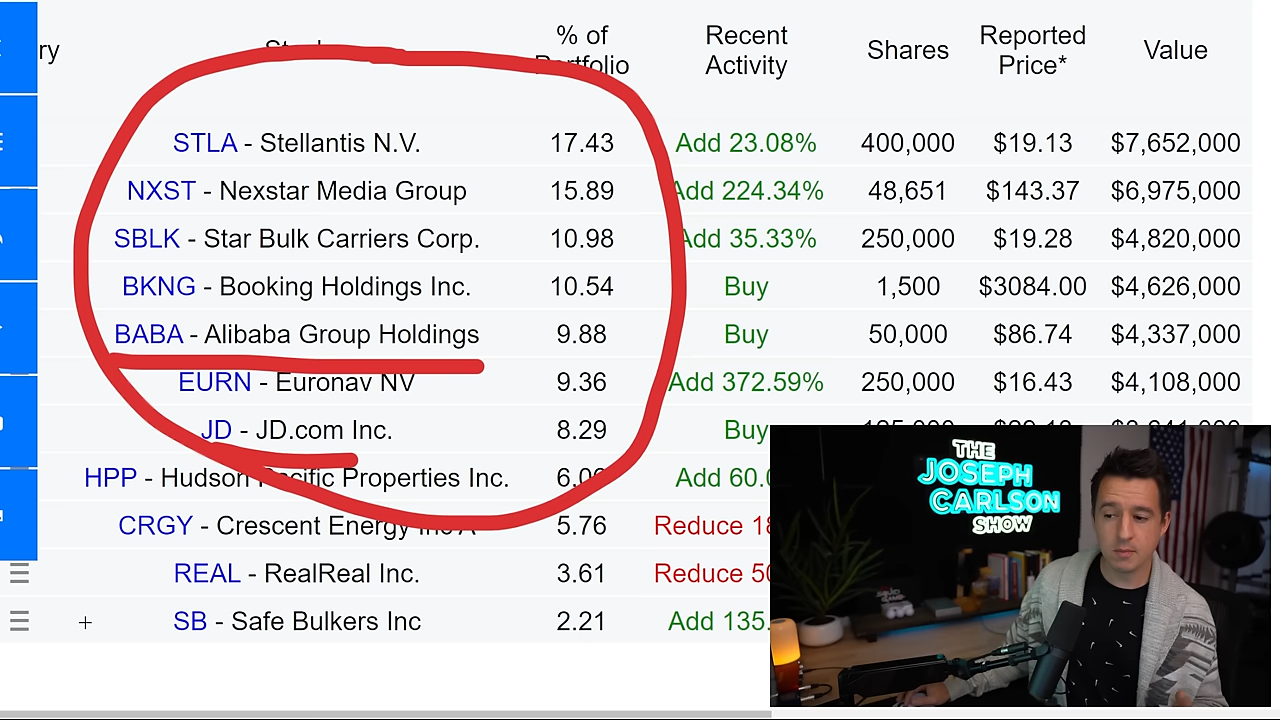 ry Stock % of Portfolio Recent Activity Shares Reported Price* Value
STLA - Stellantis N.V. 17.43 Add 23.08% 400,000 $19.13 $7,652,000
NXST - Nexstar Media Group 15.89 Add 224.34% 48,651 $143.37 $6,975,000
SBLK - Star Bulk Carriers Corp. 10.98 Add 35.33% 250,000 $19.28 $4,820,000
BKNG - Booking Holdings Inc. 10.54 Buy 1,500 $3084.00 $4,626,000
BABA - Alibaba Group Holdings 9.88 Buy 50,000 $86.74 $4,337,000
EURN - Euronav NV 9.36 Add 372.59% 250,000 $16.43 $4,108,000
JD - JD.com Inc. 8.29 Buy
HPP - Hudson Pacific Properties Inc. Add 60.0
CRGY - Crescent Energy Inc A 5.76 Reduce 18
REAL - RealReal Inc. 3.61 Reduce 50
SB - Safe Bulkers Inc 2.21 Add 135.
THE
JOSEPH
CARLSON
SHOW